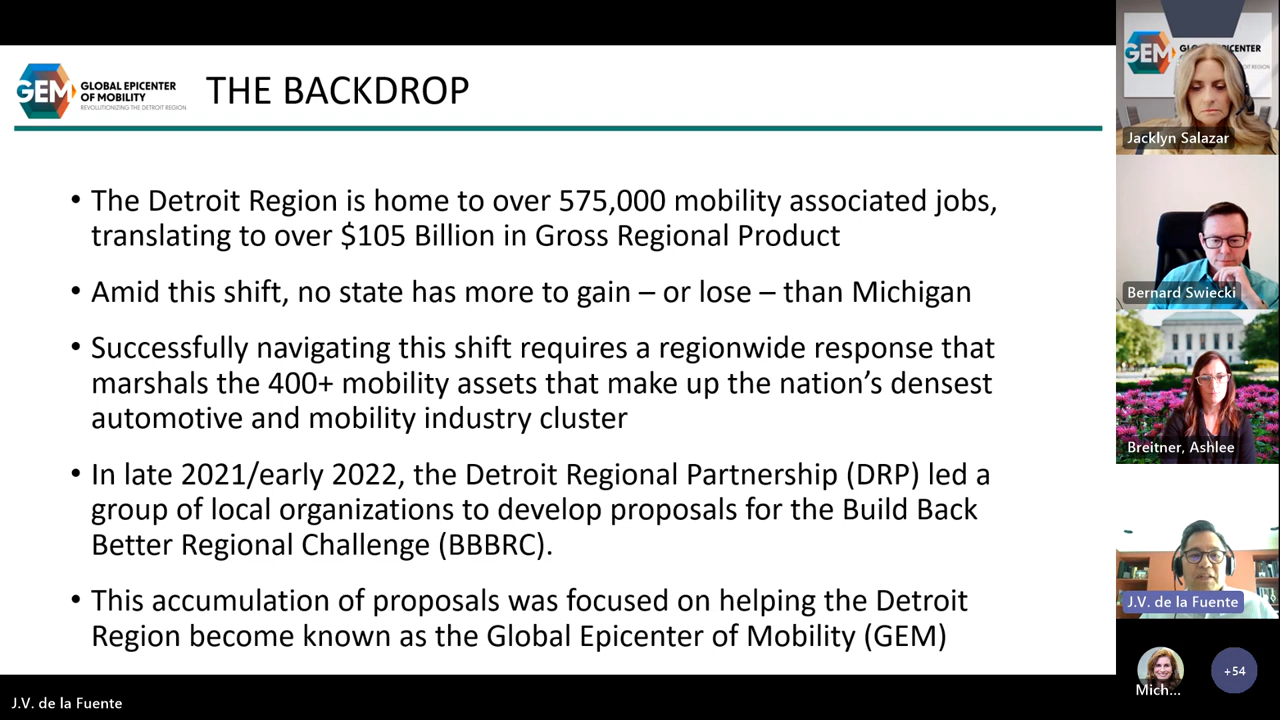 GEM GLOBAL EPICENTER
OF MOBILITY
REVOLUTIONIZING THE DETROIT REGION
THE BACKDROP
• The Detroit Region is home to over 575,000 mobility associated jobs,
translating to over $105 Billion in Gross Regional Product
• Amid this shift, no state has more to gain – or lose – than Michigan
• Successfully navigating this shift requires a regionwide response that
marshals the 400+ mobility assets that make up the nation’s densest
automotive and mobility industry cluster
• In late 2021/early 2022, the Detroit Regional Partnership (DRP) led a
group of local organizations to develop proposals for the Build Back
Better Regional Challenge (BBBRC).
• This accumulation of proposals was focused on helping the Detroit
Region become known as the Global Epicenter of Mobility (GEM)
J.V. de la Fuente
GEM
Jacklyn Salazar
Bernard Swiecki
Breitner, Ashlee
J.V. de la Fuente
Mich...
+54